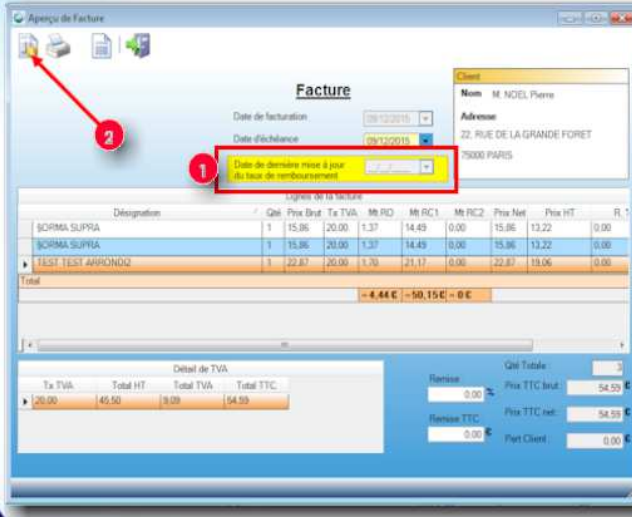 Aperçu de Facture
2
Client
Facture
Nom M. NOEL Pierre
Date de facturation 09/12/2015
Adresse
Date d'échéance 09/12/2015
22, RUE DE LA GRANDE FORET
1
Date de dernière mise à jour
du taux de remboursement
75000 PARIS
Lignes de la facture
Désignation Qté Prix Brut Tx TVA Mt RO Mt RC1 Mt RC2 Prix Net Prix HT
SORMA SUPRA 1 15,86 20.00 1,37 14,49 0,00 15,86 13,22 0,00
SORMA SUPRA 1 15,86 20.00 1,37 14,49 0,00 15,86 13,22 0,00
TEST TEST ARRONDI2 1 22,87 20.00 1,70 21,17 0,00 22,87 19,06 0,00
Total
-4,44 € -50,15 € -0 €
Détail de TVA
Tx TVA Total HT Total TVA Total TTC
20.00 45,50 9,09 54,59
Remise
0,00 %
Remise TTC
0,00 €
Qté Totale : 3
Prix TTC brut : 54,59 €
Prix TTC net : 54,59 €
Part Client : 0,00 €